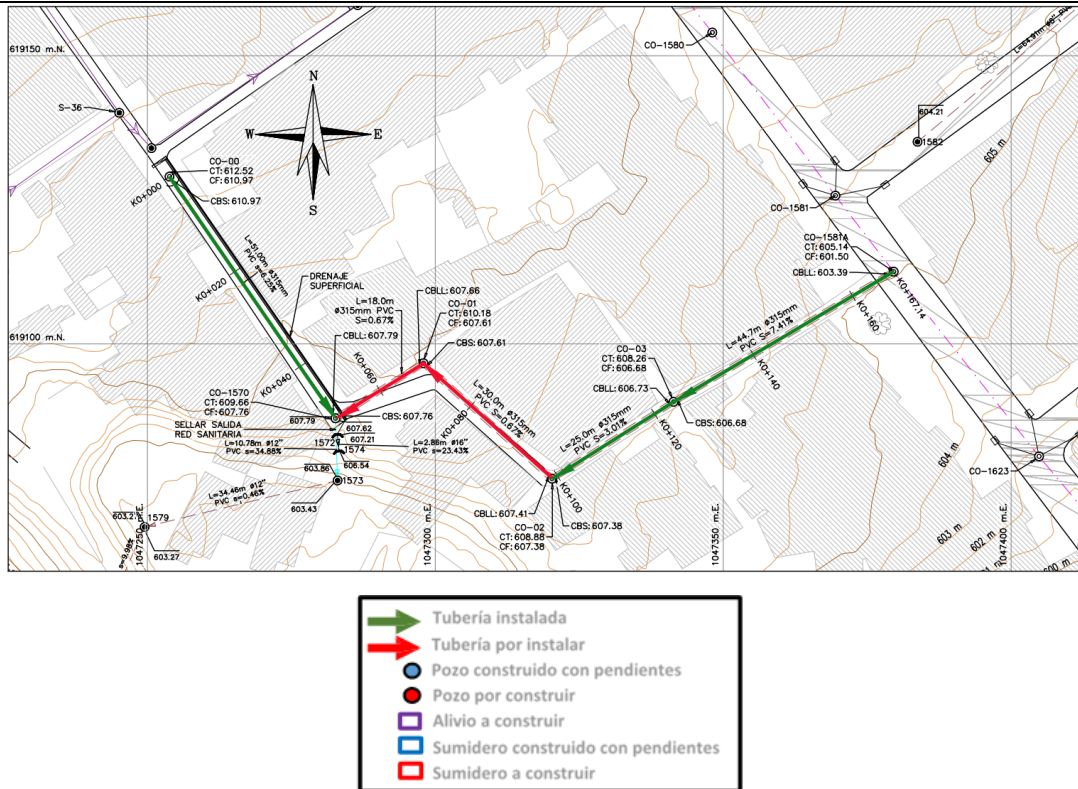 619150 m.N.
S-36
N
W
E
S
CO-1580
L=64.91m ø8" PVC
604.21
1582
605 m
CO-00
CT:612.52
CF:610.97
K0+000
CBS:610.97
L=51.00m ø315mm
PVC s=6.25%
K0+020
DRENAJE
SUPERFICIAL
CO-1581
CO-1581A
CT:605.14
CF:601.50
CBLL:603.39
K0+167.14
K0+160
L=44.7m ø315mm
PVC S=7.41%
K0+140
L=18.0m
ø315mm PVC
S=0.67%
CBLL:607.66
CO-01
CT:610.18
CF:607.61
CBS:607.61
619100 m.N.
CBLL:607.79
K0+040
K0+060
CO-03
CT:608.26
CF:606.68
CBLL:606.73
CBS:606.68
K0+120
L=25.0m ø315mm
PVC S=3.01%
L=30.0m ø315mm
PVC S=0.67%
K0+080
CO-1570
CT:609.66
CF:607.76
CBS:607.76
607.79
607.62
SELLAR SALIDA
RED SANITARIA
1572
607.21
1574
L=10.78m ø12"
PVC s=34.88%
L=2.86m ø16"
PVC s=23.43%
603.86
606.54
1573
603.43
L=34.46m ø12"
PVC s=0.46%
1579
603.27
s=9.98%
K0+100
CBLL:607.41
CBS:607.38
CO-02
CT:608.88
CF:607.38
CO-1623
604 m
603 m
602 m
1047250 m.E.
1047300 m.E.
1047350 m.E.
1047400 m.E.
Tubería instalada
Tubería por instalar
Pozo construido con pendientes
Pozo por construir
Alivio a construir
Sumidero construido con pendientes
Sumidero a construir